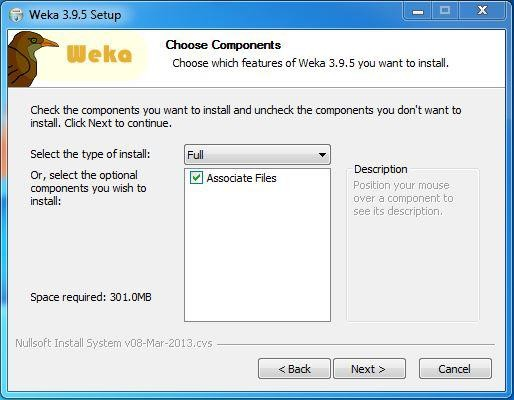 Weka 3.9.5 Setup
Weka
Choose Components
Choose which features of Weka 3.9.5 you want to install.
Check the components you want to install and uncheck the components you don't want to
install. Click Next to continue.
Select the type of install:
Full
Or, select the optional
components you wish to
install:
Associate Files
Description
Position your mouse
over a component to
see its description.
Space required: 301.0MB
Nullsoft Install System v08-Mar-2013.cvs
< Back
Next >
Cancel